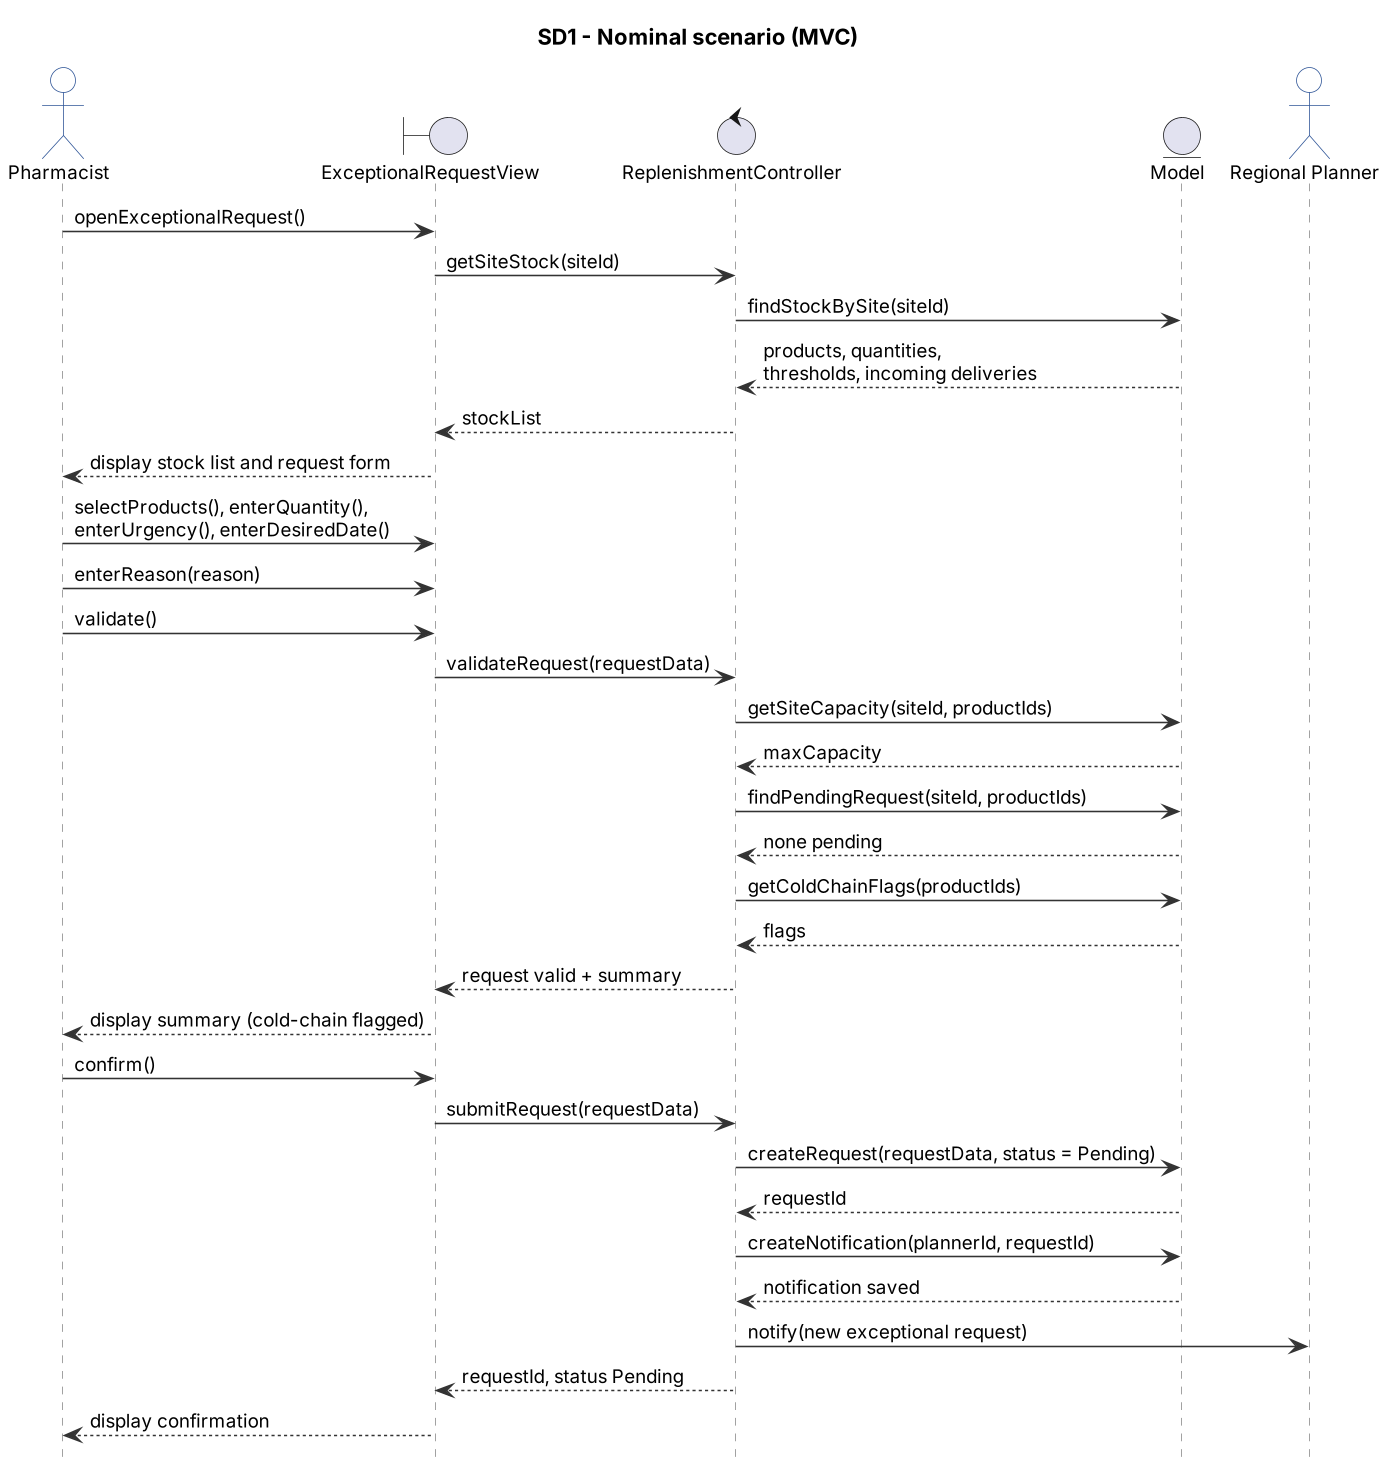 SD1 - Nominal scenario (MVC)
Pharmacist
ExceptionalRequestView
ReplenishmentController
Model
Regional Planner
openExceptionalRequest()
getSiteStock(siteId)
findStockBySite(siteId)
products, quantities,
thresholds, incoming deliveries
stockList
display stock list and request form
selectProducts(), enterQuantity(),
enterUrgency(), enterDesiredDate()
enterReason(reason)
validate()
validateRequest(requestData)
getSiteCapacity(siteId, productIds)
maxCapacity
findPendingRequest(siteId, productIds)
none pending
getColdChainFlags(productIds)
flags
request valid + summary
display summary (cold-chain flagged)
confirm()
submitRequest(requestData)
createRequest(requestData, status = Pending)
requestId
createNotification(plannerId, requestId)
notification saved
notify(new exceptional request)
requestId, status Pending
display confirmation